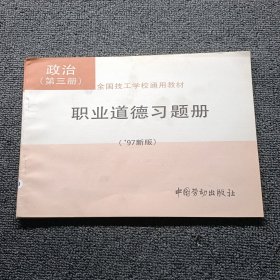 政治
(第三册)
全国技工学校通用教材
职业道德习题册
('97新版)
中国劳动出版社